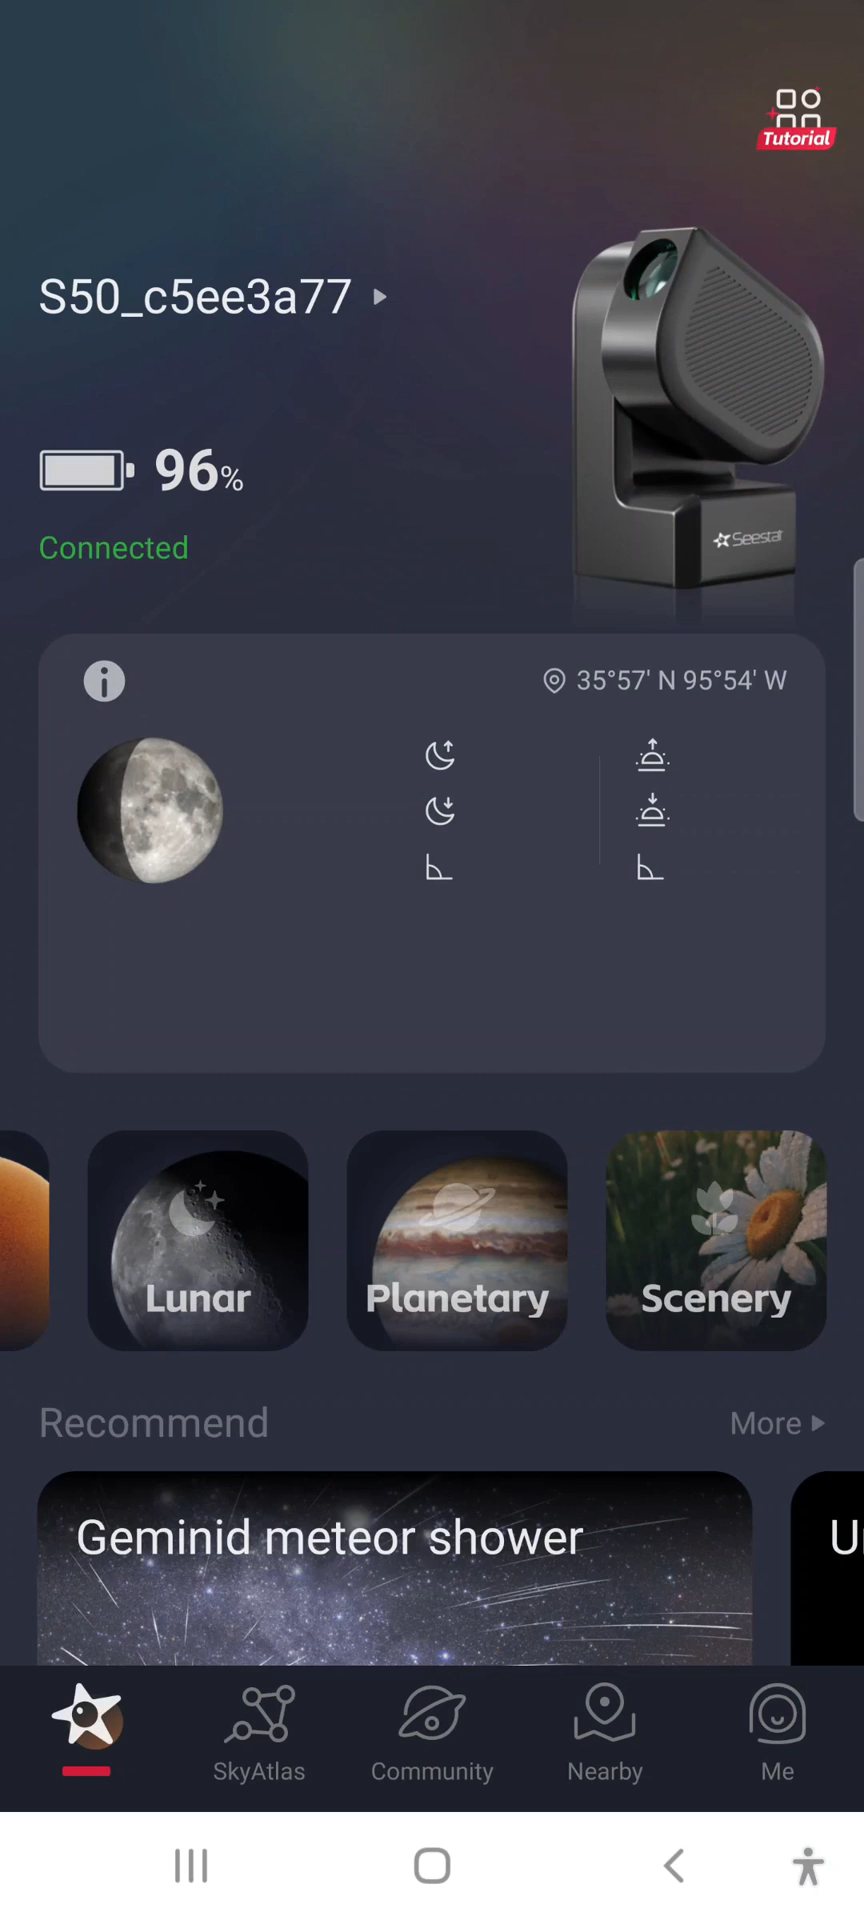 Tutorial
S50_c5ee3a77
96%
Connected
Seestar
35°57' N 95°54' W
Lunar
Planetary
Scenery
Recommend
More
Geminid meteor shower
SkyAtlas
Community
Nearby
Me